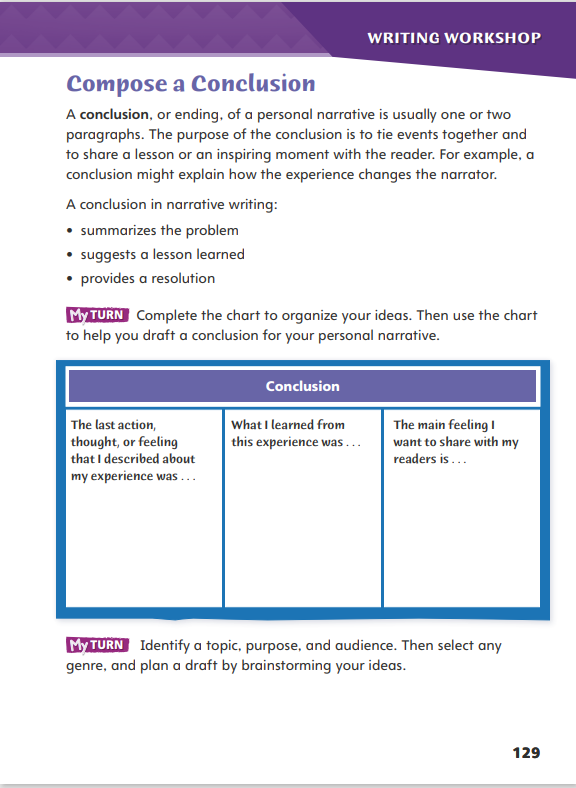 WRITING WORKSHOP
Compose a Conclusion
A conclusion, or ending, of a personal narrative is usually one or two
paragraphs. The purpose of the conclusion is to tie events together and
to share a lesson or an inspiring moment with the reader. For example, a
conclusion might explain how the experience changes the narrator.
A conclusion in narrative writing:
• summarizes the problem
• suggests a lesson learned
• provides a resolution
My TURN Complete the chart to organize your ideas. Then use the chart
to help you draft a conclusion for your personal narrative.
Conclusion
The last action,
thought, or feeling
that I described about
my experience was . . .
What I learned from
this experience was . . .
The main feeling I
want to share with my
readers is . . .
My TURN Identify a topic, purpose, and audience. Then select any
genre, and plan a draft by brainstorming your ideas.
129